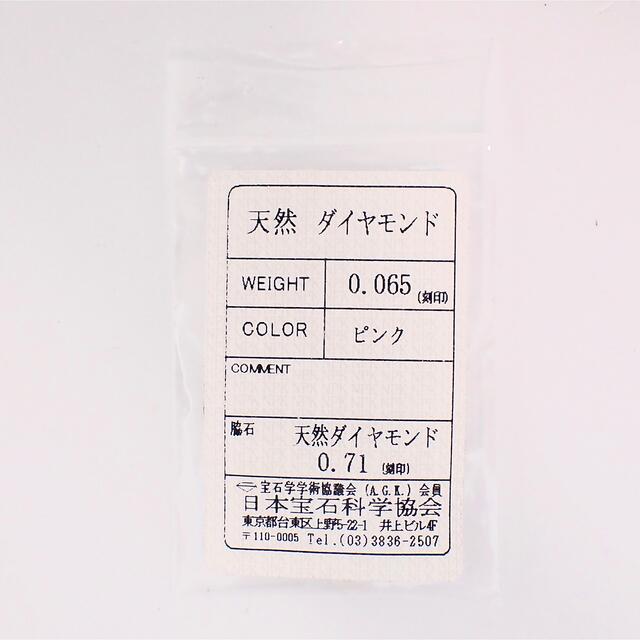 天然 ダイヤモンド
WEIGHT 0.065 (刻印)
COLOR ピンク
COMMENT
脇石 天然ダイヤモンド
0.71 (刻印)
宝石学学術協議会 (A.G.K.) 会員
日本宝石科学協会
東京都台東区上野5-22-1 井上ビル4F
〒110-0005 Tel.(03)3836-2507